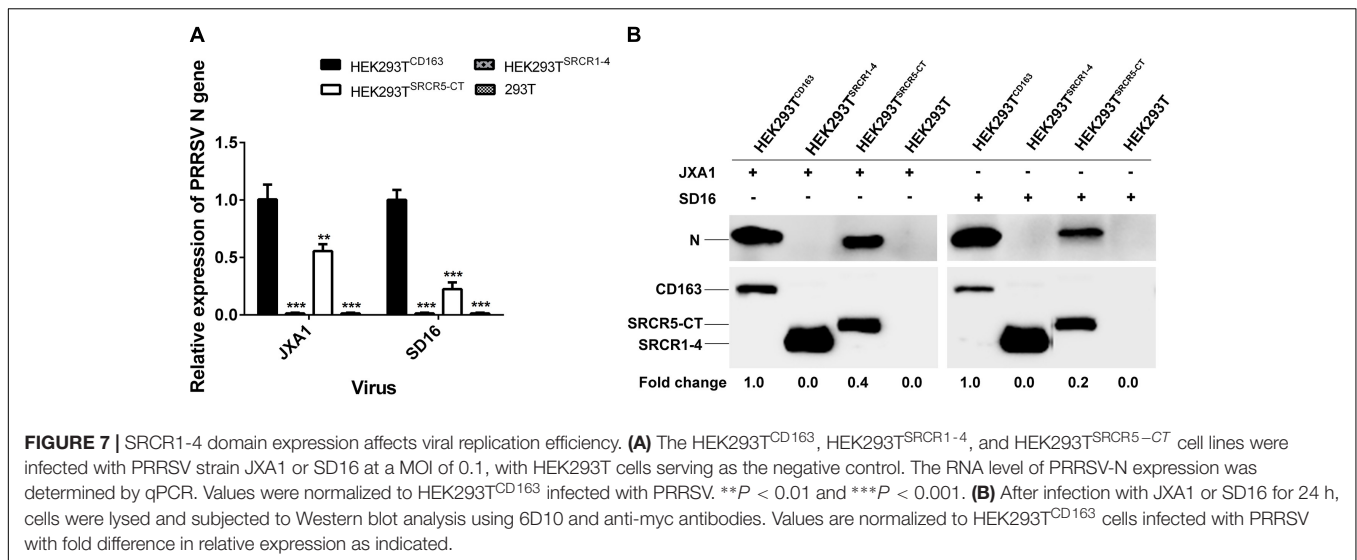 A
HEK293T^CD163
HEK293T^SRCR1-4
HEK293T^SRCR5-CT
293T
Relative expression of PRRSV N gene
1.5
1.0
0.5
0.0
*** ** *** *** *** ***
JXA1 SD16
Virus
B
HEK293T^CD163 HEK293T^SRCR1-4 HEK293T^SRCR5-CT HEK293T HEK293T^CD163 HEK293T^SRCR1-4 HEK293T^SRCR5-CT HEK293T
JXA1 + + + + - - - -
SD16 - - - - + + + +
N
CD163
SRCR5-CT
SRCR1-4
Fold change 1.0 0.0 0.4 0.0 1.0 0.0 0.2 0.0
FIGURE 7 | SRCR1-4 domain expression affects viral replication efficiency. (A) The HEK293T^CD163, HEK293T^SRCR1-4, and HEK293T^SRCR5−CT cell lines were
infected with PRRSV strain JXA1 or SD16 at a MOI of 0.1, with HEK293T cells serving as the negative control. The RNA level of PRRSV-N expression was
determined by qPCR. Values were normalized to HEK293T^CD163 infected with PRRSV. **P < 0.01 and ***P < 0.001. (B) After infection with JXA1 or SD16 for 24 h,
cells were lysed and subjected to Western blot analysis using 6D10 and anti-myc antibodies. Values are normalized to HEK293T^CD163 cells infected with PRRSV
with fold difference in relative expression as indicated.